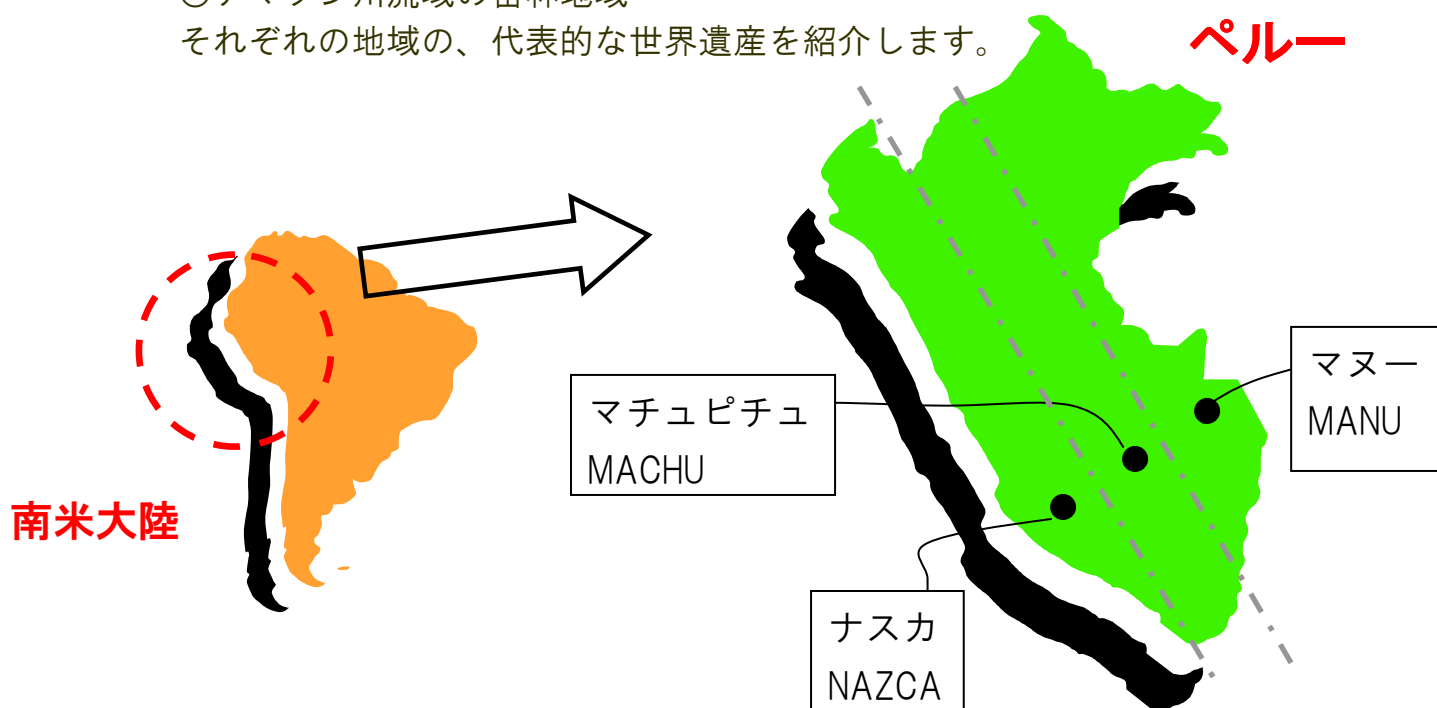 それぞれの地域の、代表的な世界遺産を紹介します。
ペルー
マヌー
MANU
マチュピチュ
MACHU
南米大陸
ナスカ
NAZCA